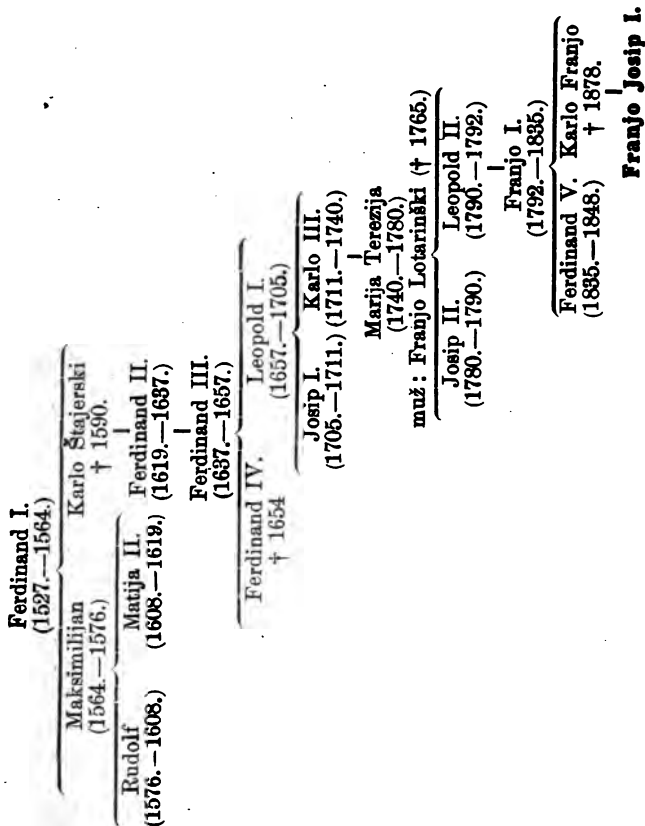 Ferdinand I.
(1527.—1564.)
Maksimilijan
(1564.—1576.)
Karlo Štajerski
† 1590.
Rudolf
(1576.—1608.)
Matija II.
(1608.—1619.)
Ferdinand II.
(1619.—1637.)
Ferdinand III.
(1637.—1657.)
Ferdinand IV.
† 1654
Leopold I.
(1657.—1705.)
Josip I.
(1705.—1711.)
Karlo III.
(1711.—1740.)
Marija Terezija
(1740.—1780.)
muž: Franjo Lotarinški († 1765.)
Josip II.
(1780.—1790.)
Leopold II.
(1790.—1792.)
Franjo I.
(1792.—1835.)
Ferdinand V.
(1835.—1848.)
Karlo Franjo
† 1878.
Franjo Josip I.